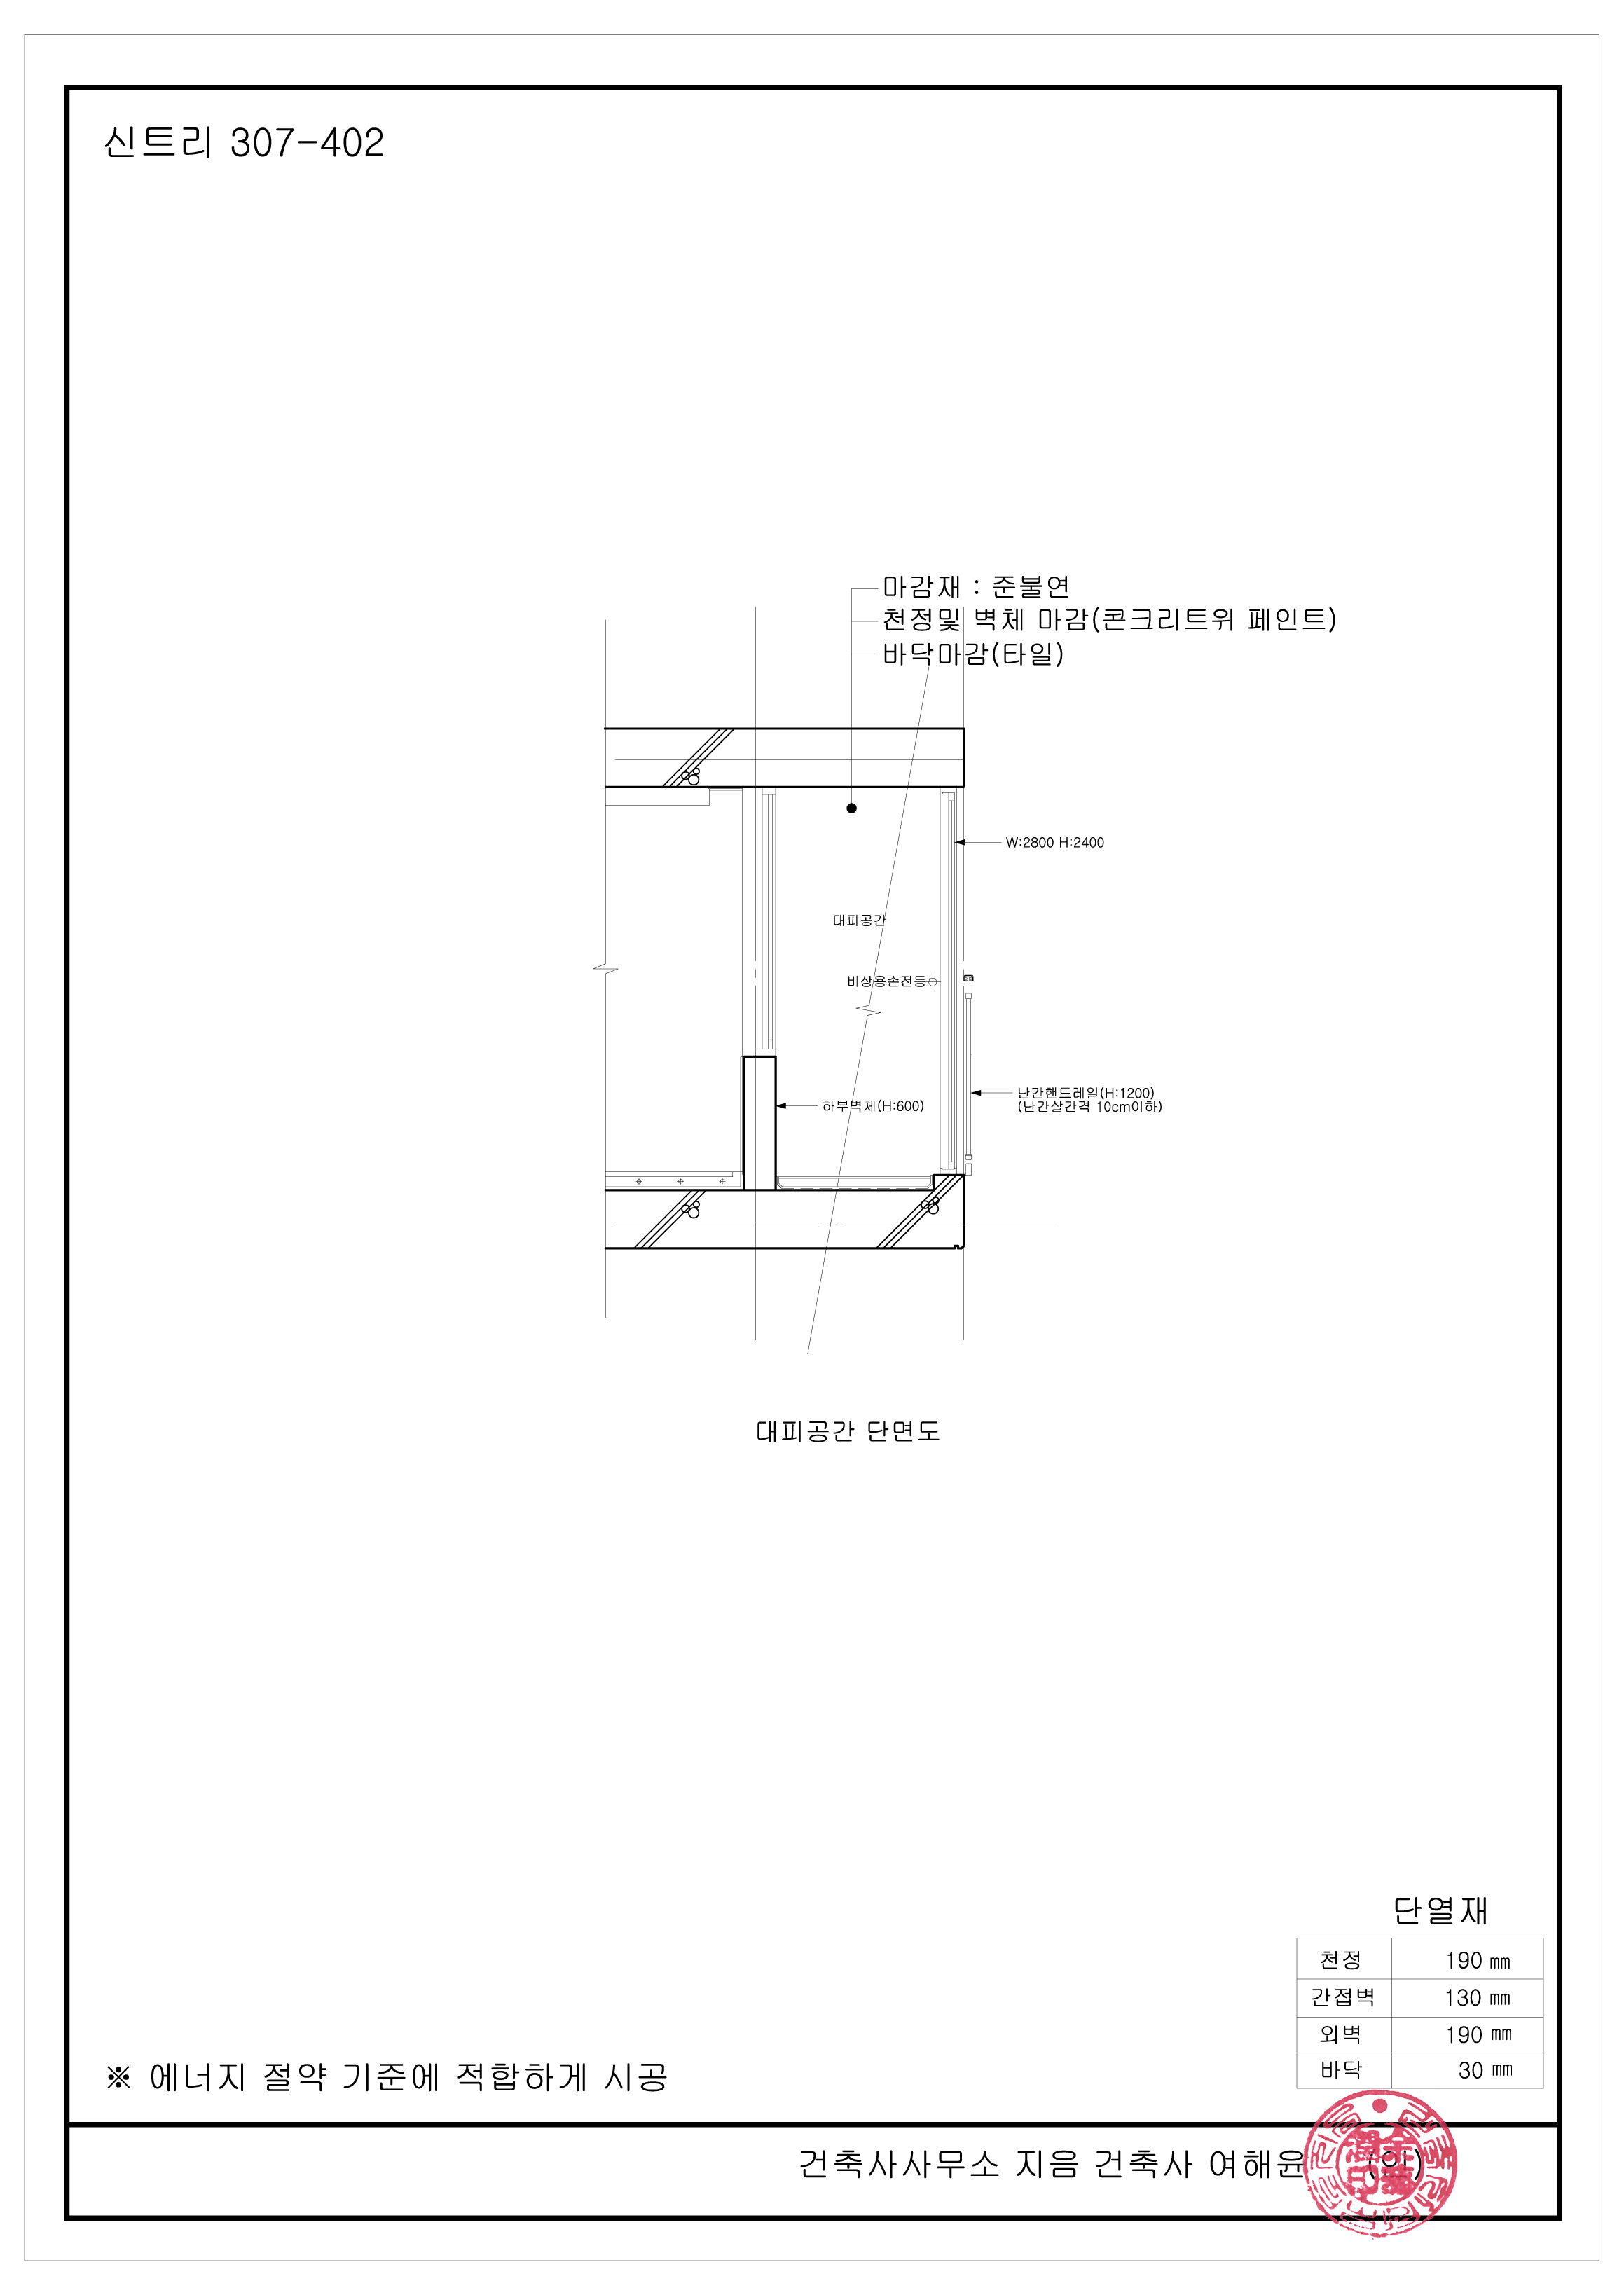 신트리 307-402
마감재 : 준불연
천정및 벽체 마감(콘크리트위 페인트)
바닥마감(타일)
W:2800 H:2400
대피공간
비상용손전등
난간핸드레일(H:1200)
(난간살간격 10cm이하)
하부벽체(H:600)
대피공간 단면도
단열재
천정 190 ㎜
간접벽 130 ㎜
외벽 190 ㎜
바닥 30 ㎜
※ 에너지 절약 기준에 적합하게 시공
건축사사무소 지음 건축사 여해윤 (인)